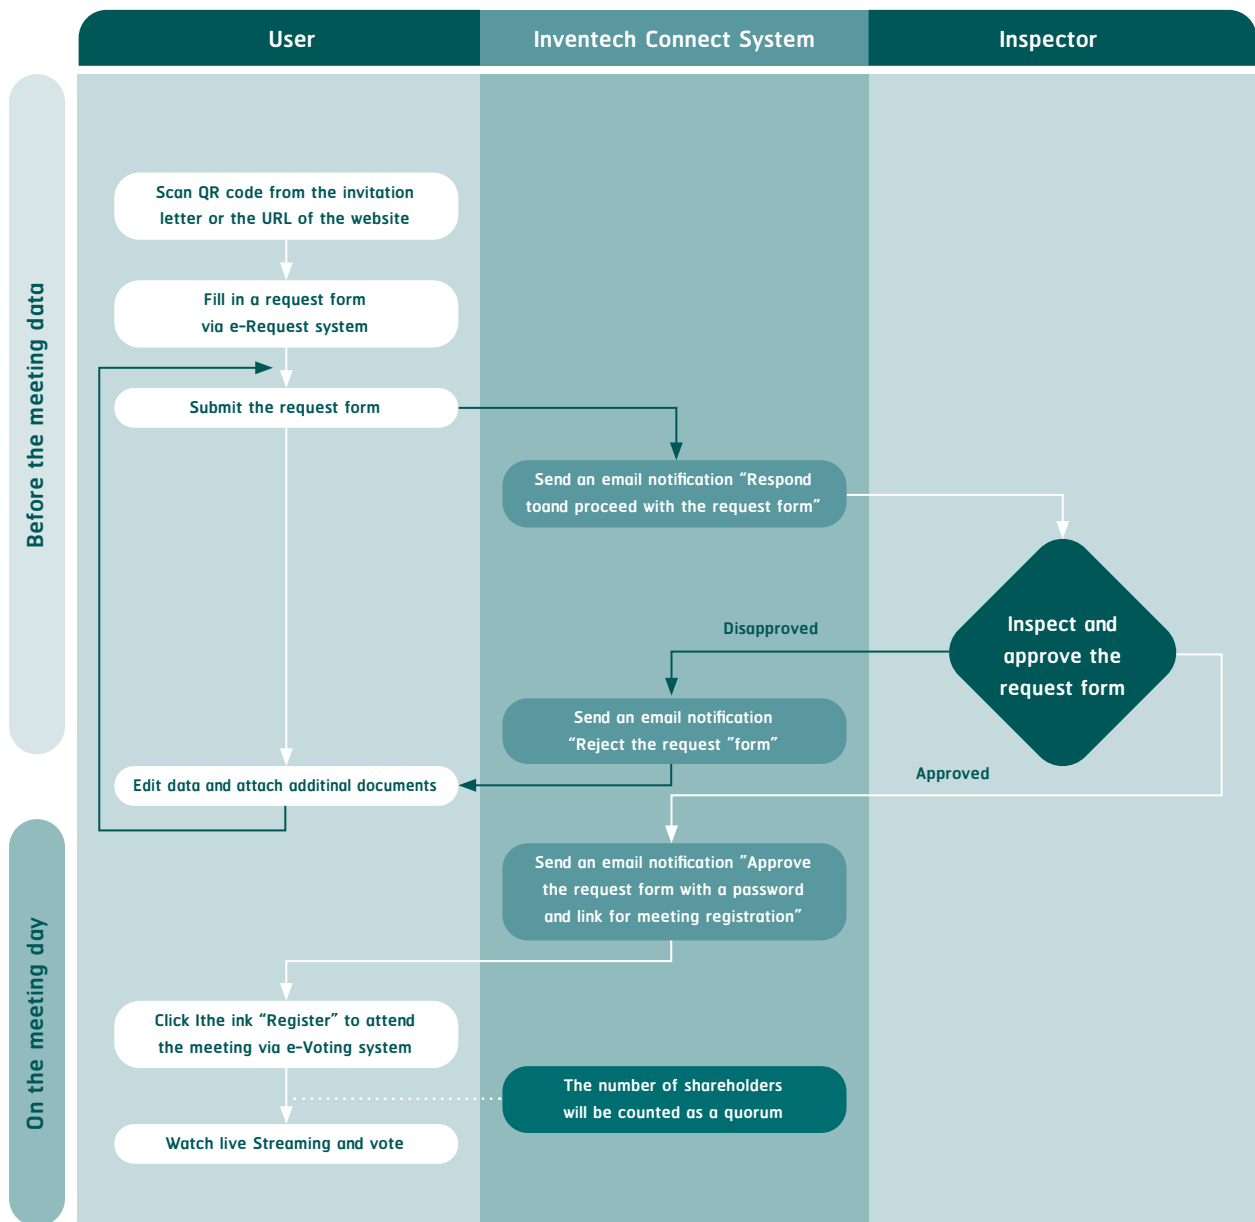 User
Inventech Connect System
Inspector
Before the meeting data
Scan QR code from the invitation
letter or the URL of the website
Fill in a request form
via e-Request system
Submit the request form
Send an email notification “Respond
toand proceed with the request form”
Inspect and
approve the
request form
Disapproved
Send an email notification
“Reject the request ”form”
Edit data and attach additinal documents
Approved
Send an email notification ”Approve
the request form with a password
and link for meeting registration”
On the meeting day
Click lthe ink “Register” to attend
the meeting via e-Voting system
The number of shareholders
will be counted as a quorum
Watch live Streaming and vote